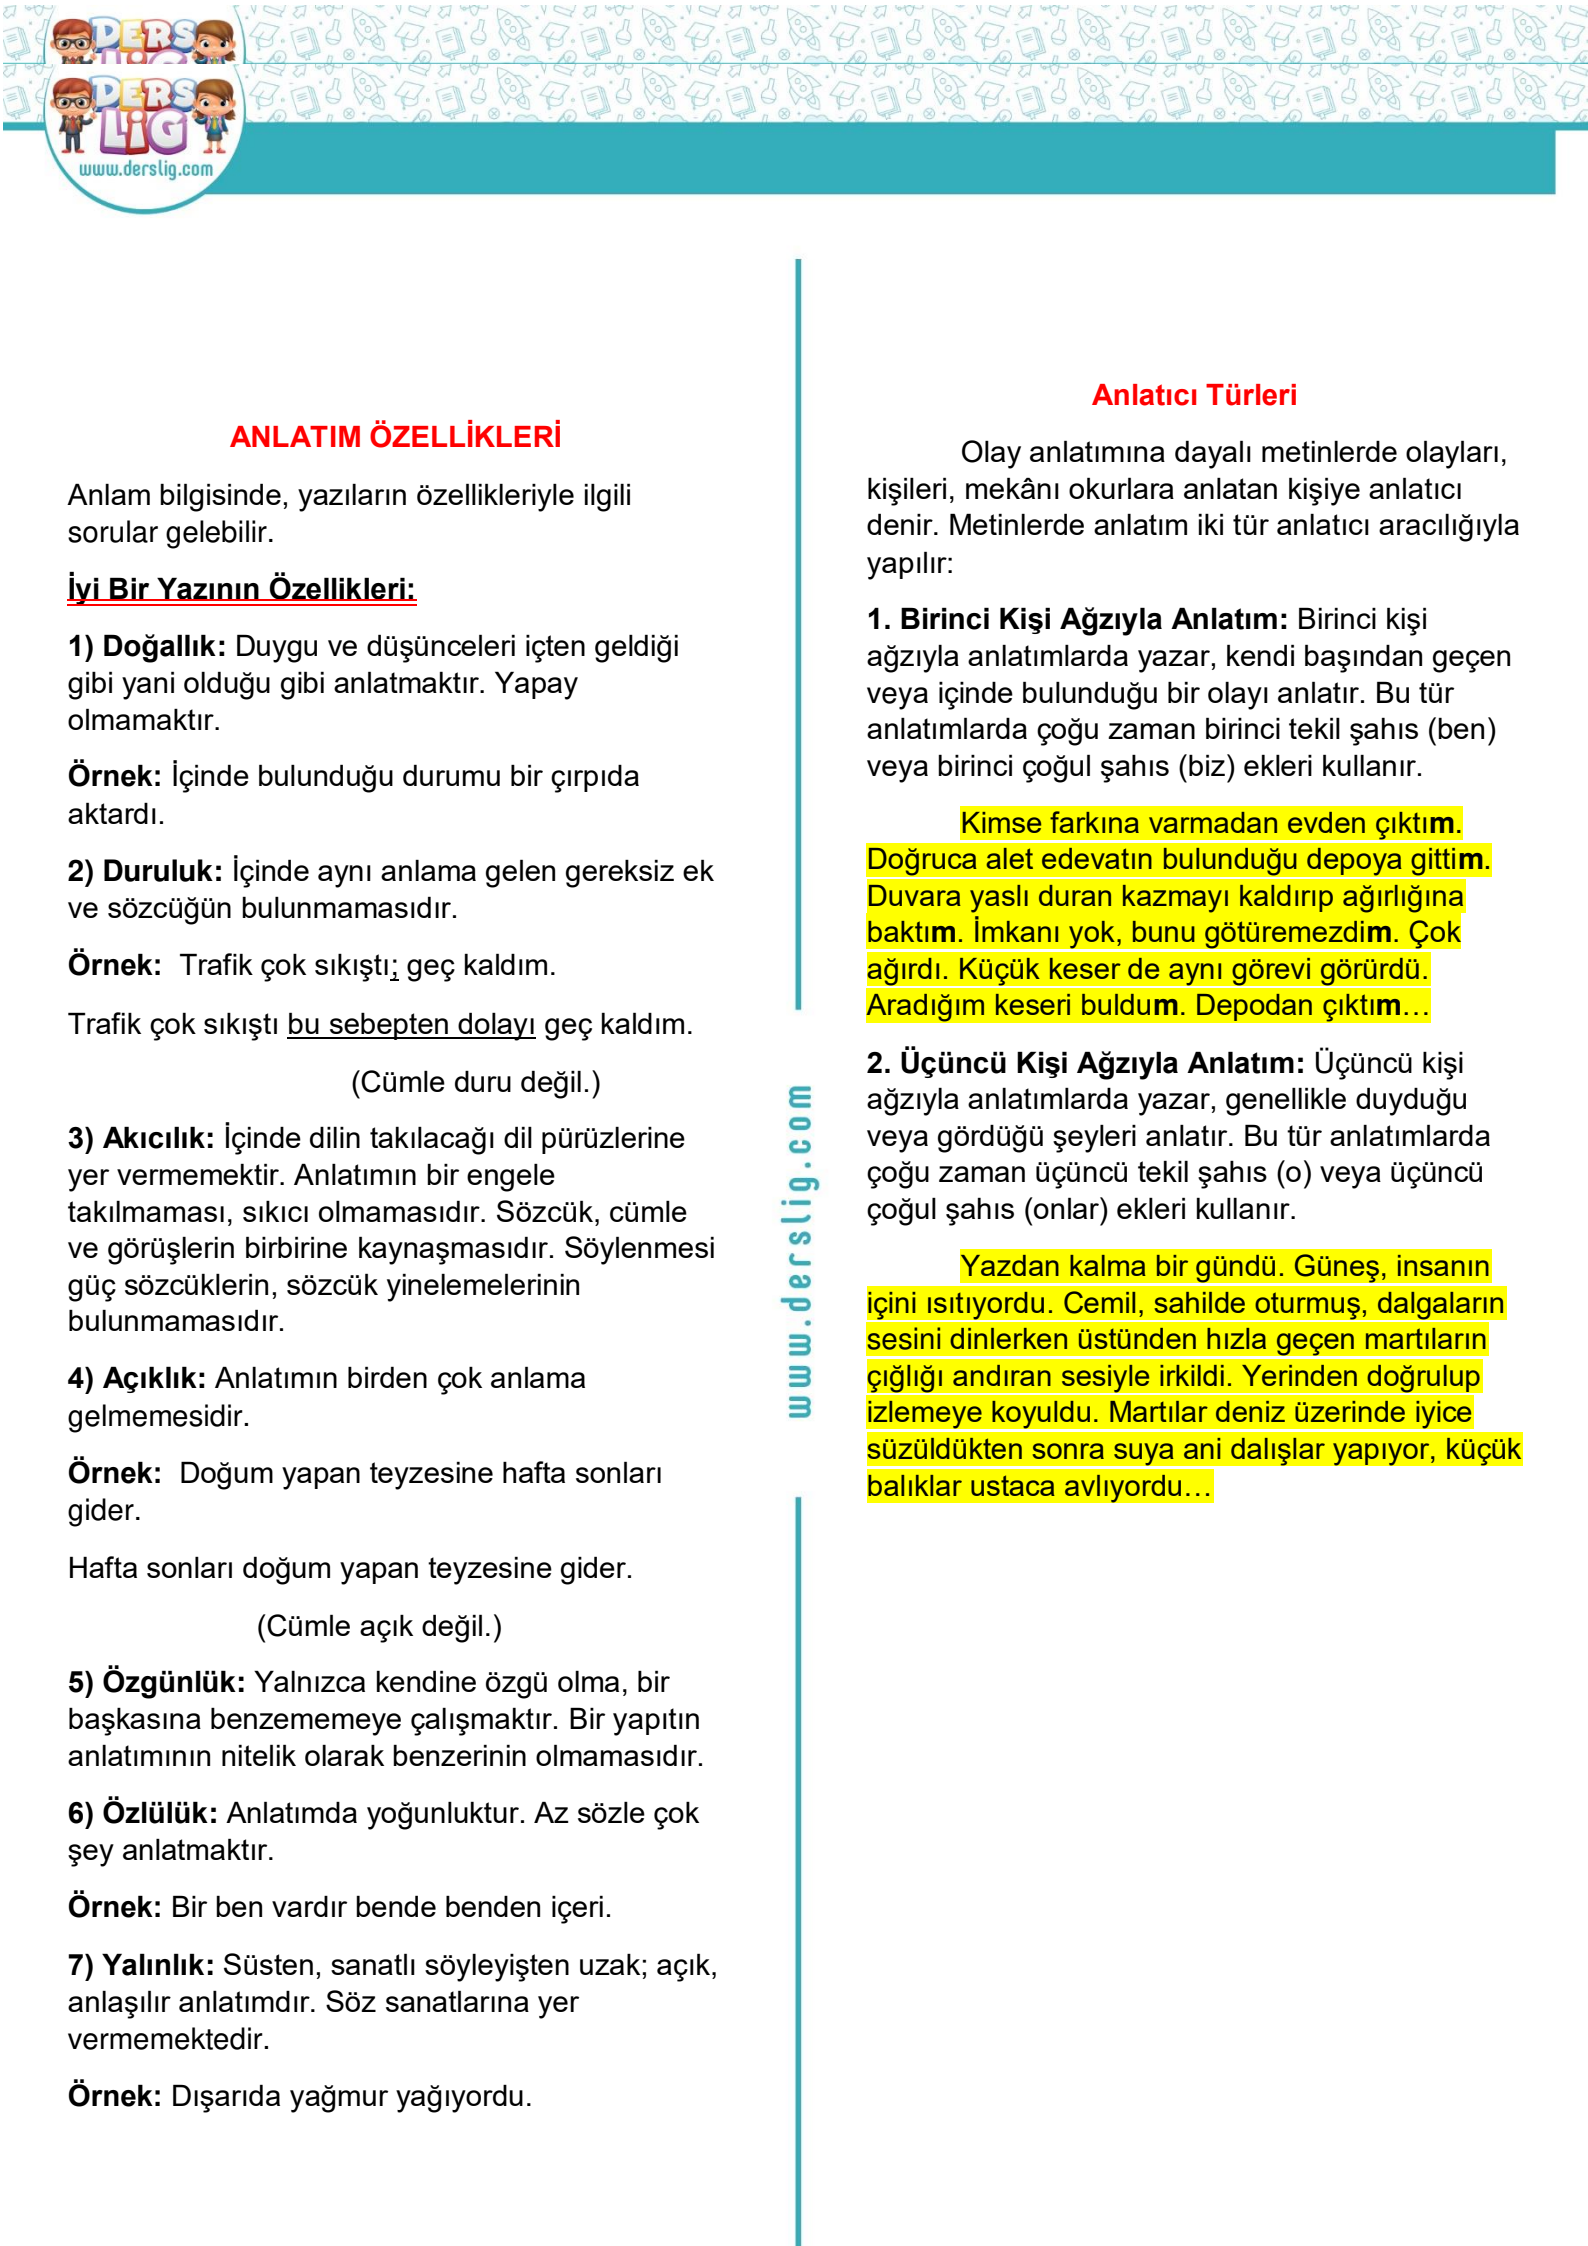 DERS
LİG
DERS
LİG
www.derslig.com
ANLATIM ÖZELLİKLERİ
Anlam bilgisinde, yazıların özellikleriyle ilgili
sorular gelebilir.
İyi Bir Yazının Özellikleri:
1) Doğallık: Duygu ve düşünceleri içten geldiği
gibi yani olduğu gibi anlatmaktır. Yapay
olmamaktır.
Örnek: İçinde bulunduğu durumu bir çırpıda
aktardı.
2) Duruluk: İçinde aynı anlama gelen gereksiz ek
ve sözcüğün bulunmamasıdır.
Örnek: Trafik çok sıkıştı; geç kaldım.
Trafik çok sıkıştı bu sebepten dolayı geç kaldım.
(Cümle duru değil.)
3) Akıcılık: İçinde dilin takılacağı dil pürüzlerine
yer vermemektir. Anlatımın bir engele
takılmaması, sıkıcı olmamasıdır. Sözcük, cümle
ve görüşlerin birbirine kaynaşmasıdır. Söylenmesi
güç sözcüklerin, sözcük yinelemelerinin
bulunmamasıdır.
4) Açıklık: Anlatımın birden çok anlama
gelmemesidir.
Örnek: Doğum yapan teyzesine hafta sonları
gider.
Hafta sonları doğum yapan teyzesine gider.
(Cümle açık değil.)
5) Özgünlük: Yalnızca kendine özgü olma, bir
başkasına benzememeye çalışmaktır. Bir yapıtın
anlatımının nitelik olarak benzerinin olmamasıdır.
6) Özlülük: Anlatımda yoğunluktur. Az sözle çok
şey anlatmaktır.
Örnek: Bir ben vardır bende benden içeri.
7) Yalınlık: Süsten, sanatlı söyleyişten uzak; açık,
anlaşılır anlatımdır. Söz sanatlarına yer
vermemektedir.
Örnek: Dışarıda yağmur yağıyordu.
www.derslig.com
Anlatıcı Türleri
Olay anlatımına dayalı metinlerde olayları,
kişileri, mekânı okurlara anlatan kişiye anlatıcı
denir. Metinlerde anlatım iki tür anlatıcı aracılığıyla
yapılır:
1. Birinci Kişi Ağzıyla Anlatım: Birinci kişi
ağzıyla anlatımlarda yazar, kendi başından geçen
veya içinde bulunduğu bir olayı anlatır. Bu tür
anlatımlarda çoğu zaman birinci tekil şahıs (ben)
veya birinci çoğul şahıs (biz) ekleri kullanır.
Kimse farkına varmadan evden çıktım.
Doğruca alet edevatın bulunduğu depoya gittim.
Duvara yaslı duran kazmayı kaldırıp ağırlığına
baktım. İmkanı yok, bunu götüremezdim. Çok
ağırdı. Küçük keser de aynı görevi görürdü.
Aradığım keseri buldum. Depodan çıktım…
2. Üçüncü Kişi Ağzıyla Anlatım: Üçüncü kişi
ağzıyla anlatımlarda yazar, genellikle duyduğu
veya gördüğü şeyleri anlatır. Bu tür anlatımlarda
çoğu zaman üçüncü tekil şahıs (o) veya üçüncü
çoğul şahıs (onlar) ekleri kullanır.
Yazdan kalma bir gündü. Güneş, insanın
içini ısıtıyordu. Cemil, sahilde oturmuş, dalgaların
sesini dinlerken üstünden hızla geçen martıların
çığlığı andıran sesiyle irkildi. Yerinden doğrulup
izlemeye koyuldu. Martılar deniz üzerinde iyice
süzüldükten sonra suya ani dalışlar yapıyor, küçük
balıklar ustaca avlıyordu…